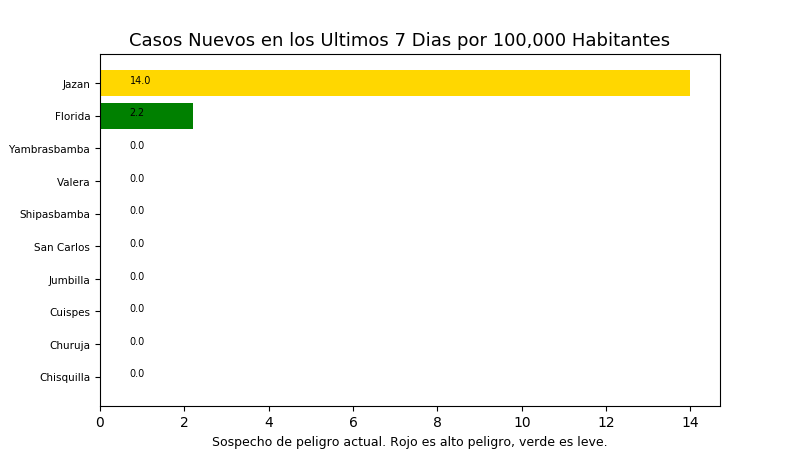 Casos Nuevos en los Ultimos 7 Dias por 100,000 Habitantes
Jazan 14.0
Florida 2.2
Yambrasbamba 0.0
Valera 0.0
Shipasbamba 0.0
San Carlos 0.0
Jumbilla 0.0
Cuispes 0.0
Churuja 0.0
Chisquilla 0.0
0 2 4 6 8 10 12 14
Sospecho de peligro actual. Rojo es alto peligro, verde es leve.